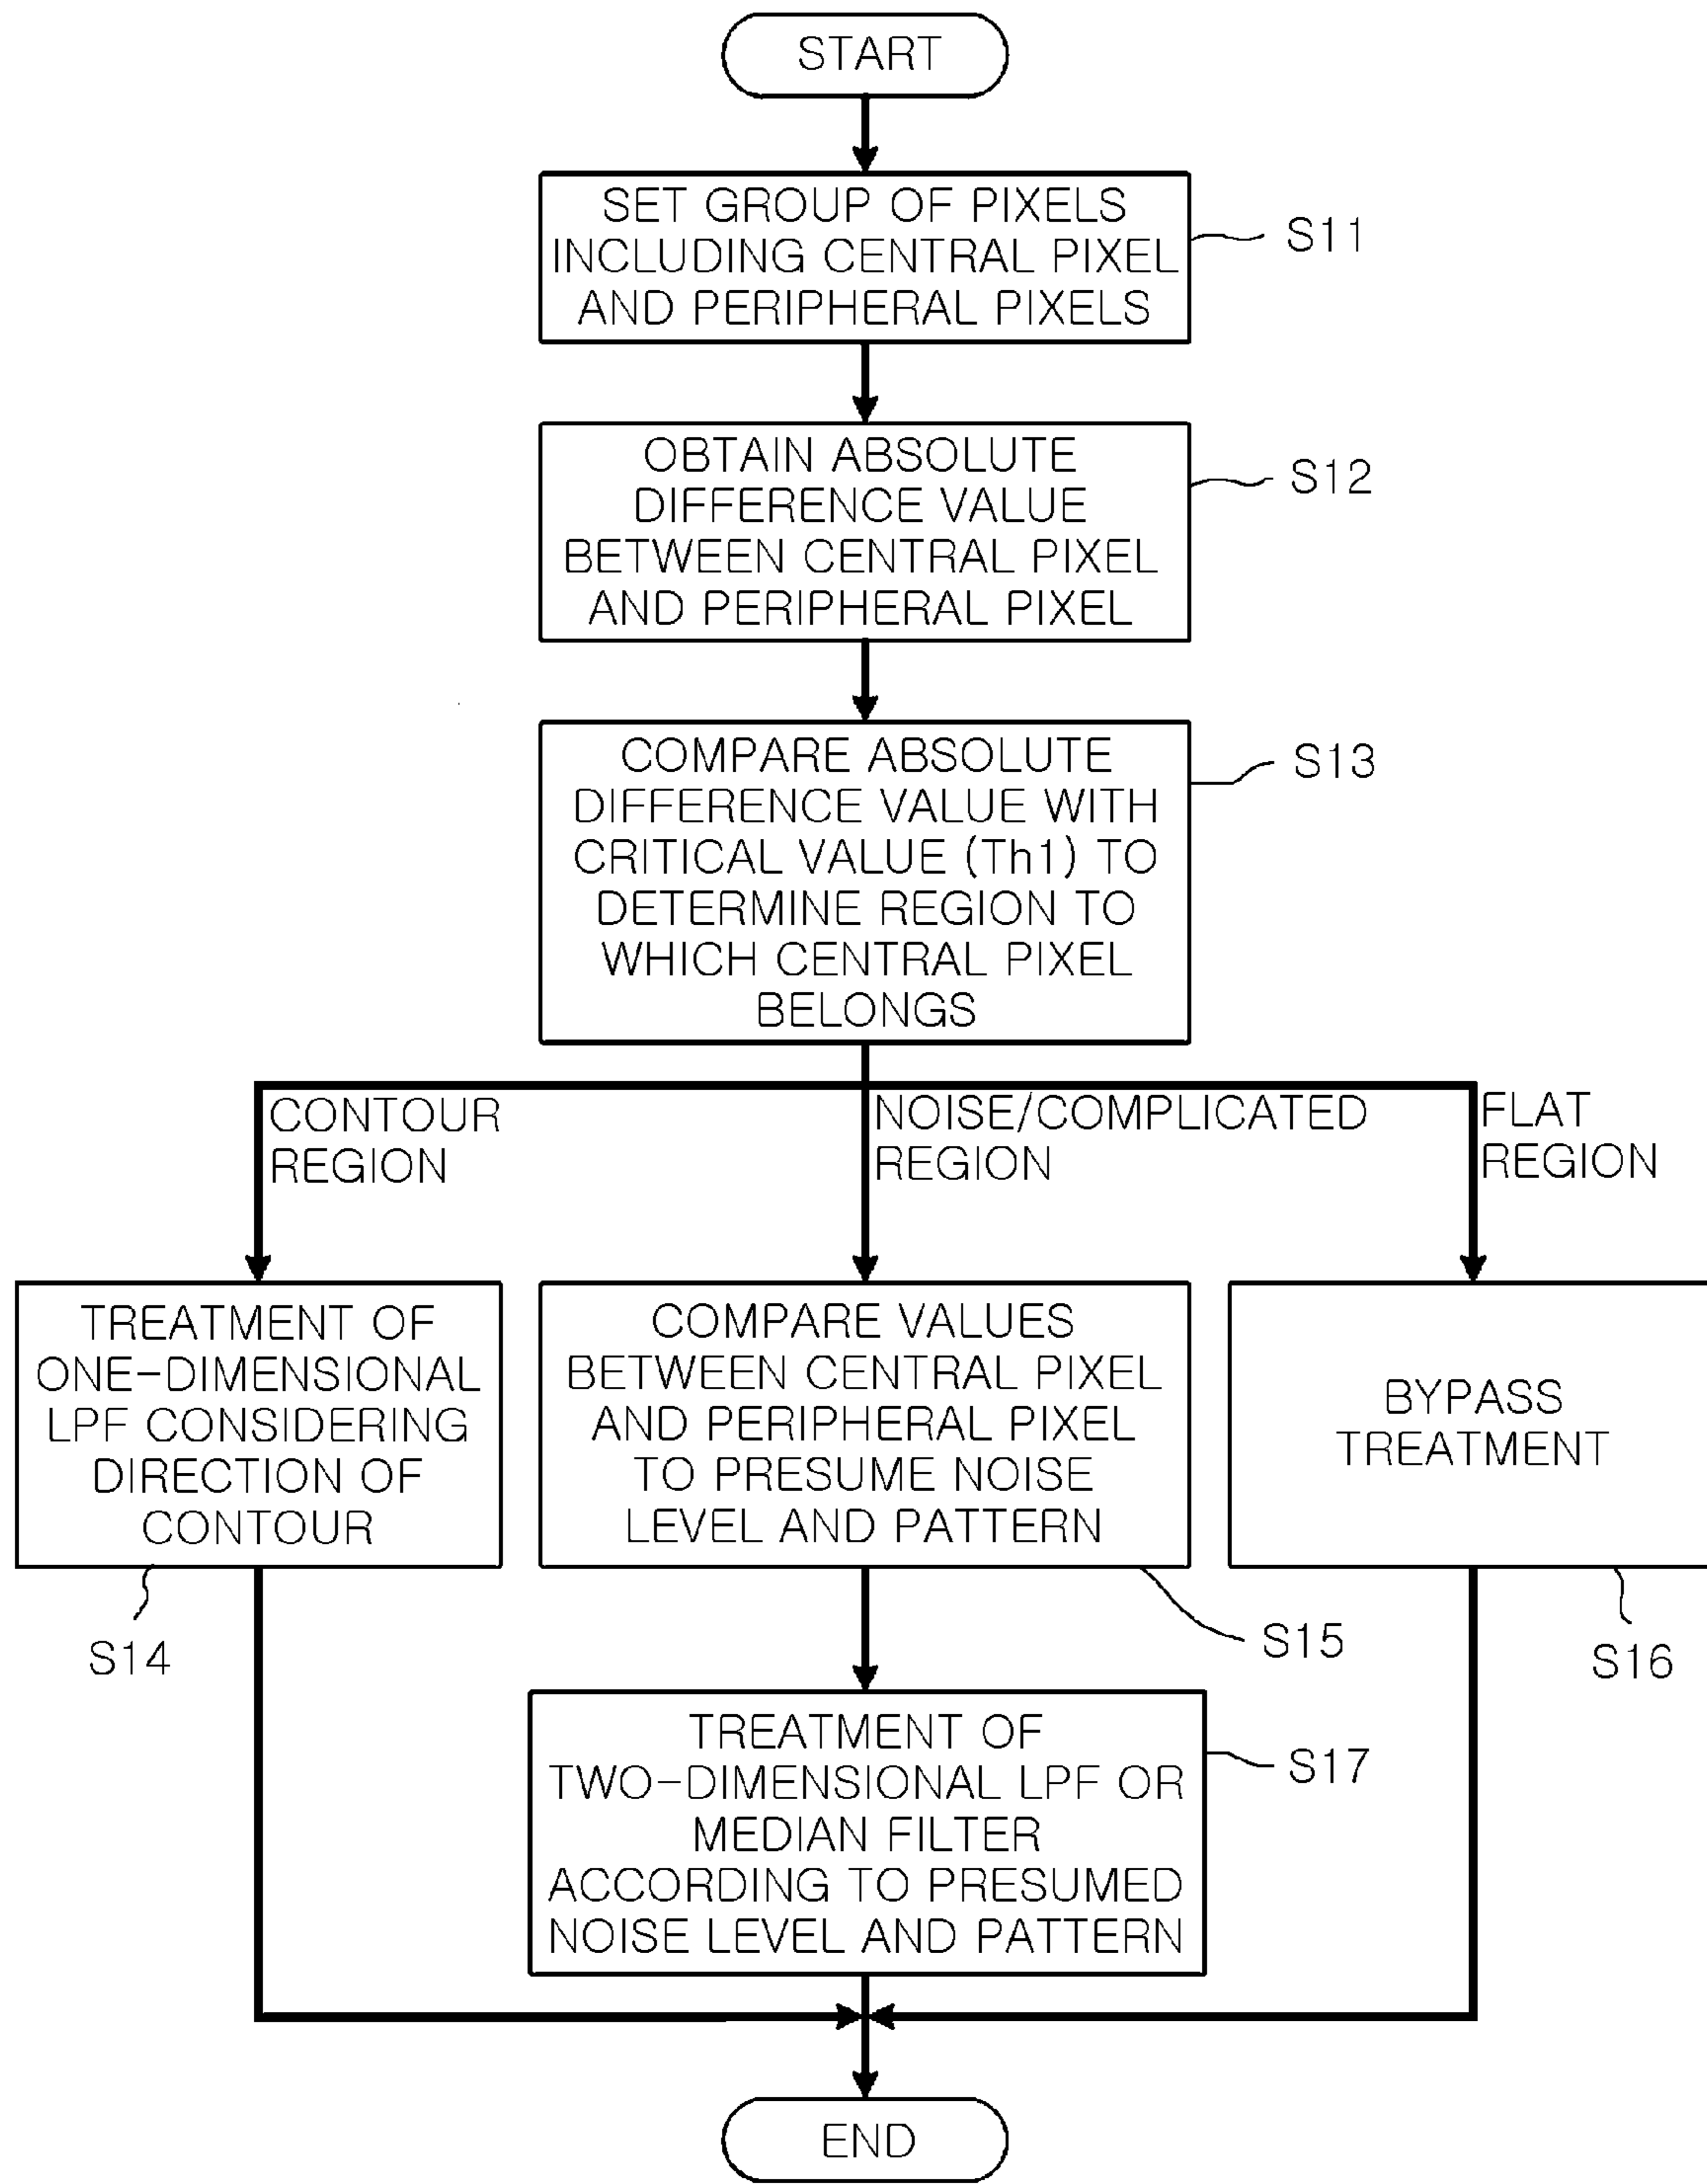 START
SET GROUP OF PIXELS
INCLUDING CENTRAL PIXEL
AND PERIPHERAL PIXELS
S11
OBTAIN ABSOLUTE
DIFFERENCE VALUE
BETWEEN CENTRAL PIXEL
AND PERIPHERAL PIXEL
S12
COMPARE ABSOLUTE
DIFFERENCE VALUE WITH
CRITICAL VALUE (Th1) TO
DETERMINE REGION TO
WHICH CENTRAL PIXEL
BELONGS
S13
CONTOUR
REGION
NOISE/COMPLICATED
REGION
FLAT
REGION
TREATMENT OF
ONE-DIMENSIONAL
LPF CONSIDERING
DIRECTION OF
CONTOUR
S14
COMPARE VALUES
BETWEEN CENTRAL PIXEL
AND PERIPHERAL PIXEL
TO PRESUME NOISE
LEVEL AND PATTERN
S15
BYPASS
TREATMENT
S16
TREATMENT OF
TWO-DIMENSIONAL LPF OR
MEDIAN FILTER
ACCORDING TO PRESUMED
NOISE LEVEL AND PATTERN
S17
END